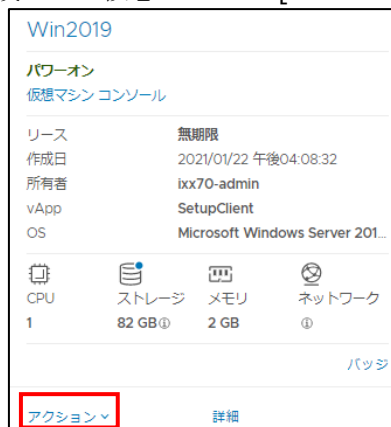 Win2019
パワーオン
仮想マシン コンソール
リース 無期限
作成日 2021/01/22 午後04:08:32
所有者 ixx70-admin
vApp SetupClient
OS Microsoft Windows Server 201...
CPU ストレージ メモリ ネットワーク
1 82 GB 2 GB
バッジ
アクション 詳細